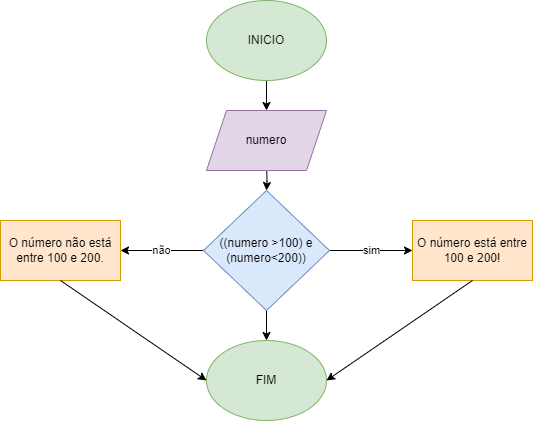 INICIO
numero
((numero >100) e
(numero<200))
não
sim
O número não está
entre 100 e 200.
O número está entre
100 e 200!
FIM